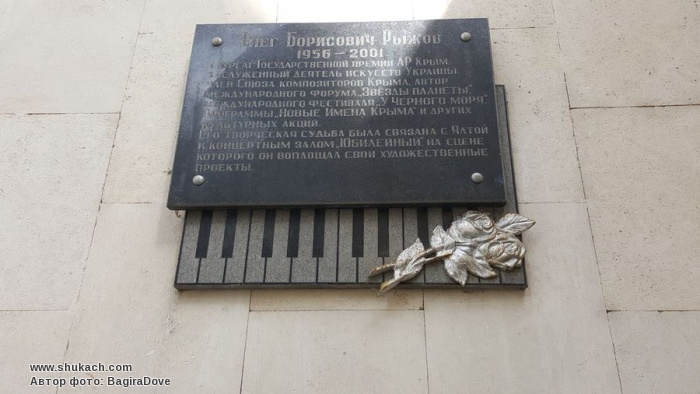 Олег Борисович Рыжов
1956 – 2001
Лауреат Государственной премии АР Крым.
Заслуженный деятель искусств Украины.
Член Союза композиторов Крыма, автор
международного форума „Звёзды планеты",
международного фестиваля „У Черного моря"
программы „Новые Имена Крыма" и других
культурных акций.
Его творческая судьба была связана с Ялтой
и концертным залом „Юбилейный", на сцене
которого он воплощал свои художественные
проекты.
www.shukach.com
Автор фото: BagiraDove